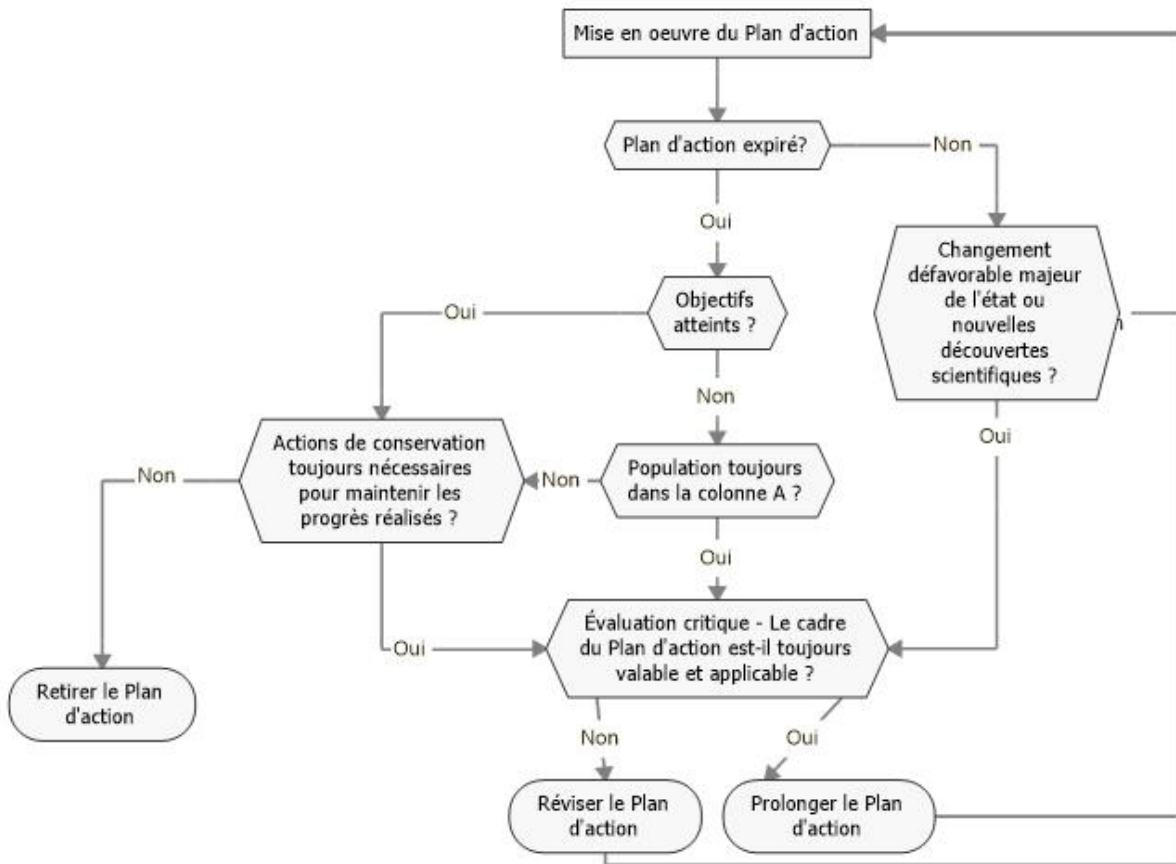 Mise en oeuvre du Plan d'action
Plan d'action expiré?
Non
Oui
Changement
défavorable majeur
de l'état ou
nouvelles
découvertes
scientifiques ?
Objectifs
atteints ?
Oui
Non
Oui
Actions de conservation
toujours nécessaires
pour maintenir les
progrès réalisés ?
Non
Non
Population toujours
dans la colonne A ?
Oui
Oui
Évaluation critique - Le cadre
du Plan d'action est-il toujours
valable et applicable ?
Retirer le Plan
d'action
Non
Oui
Réviser le Plan
d'action
Prolonger le Plan
d'action